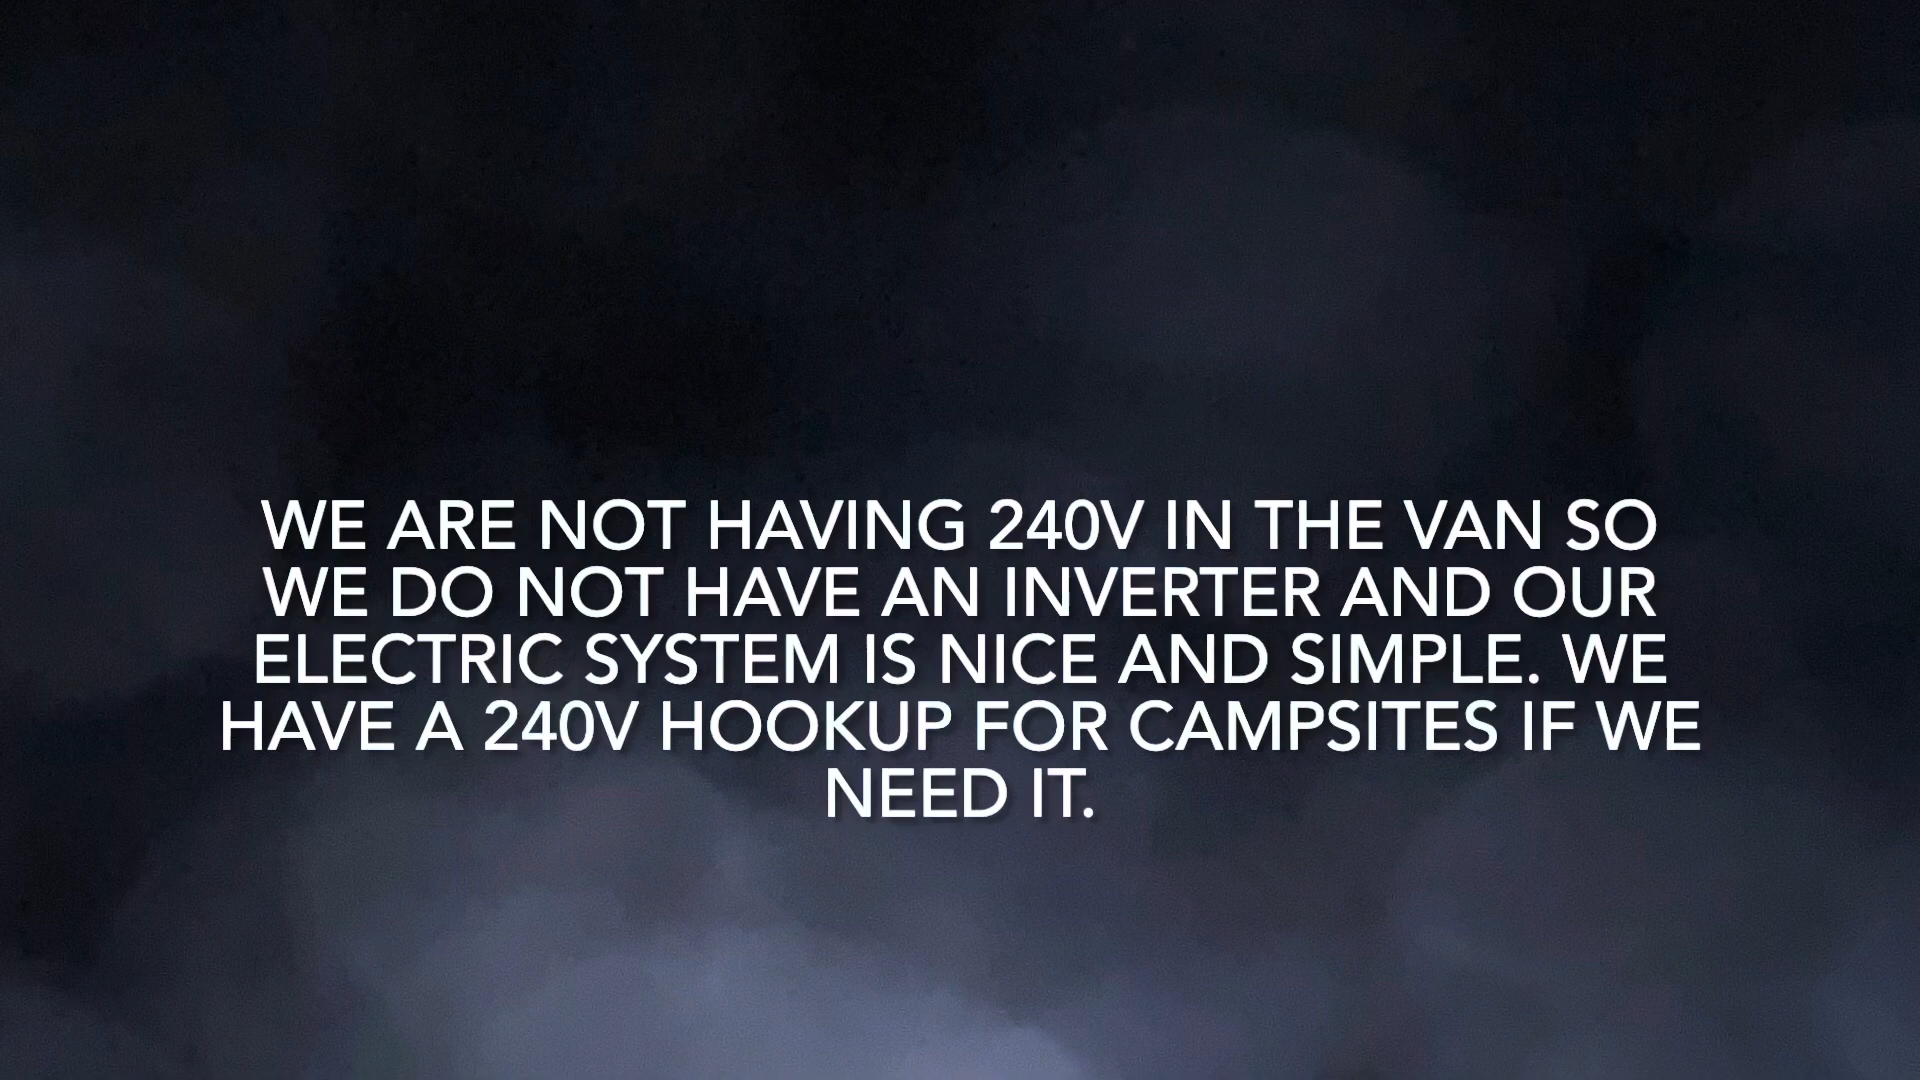 WE ARE NOT HAVING 240V IN THE VAN SO
WE DO NOT HAVE AN INVERTER AND OUR
ELECTRIC SYSTEM IS NICE AND SIMPLE. WE
HAVE A 240V HOOKUP FOR CAMPSITES IF WE
NEED IT.